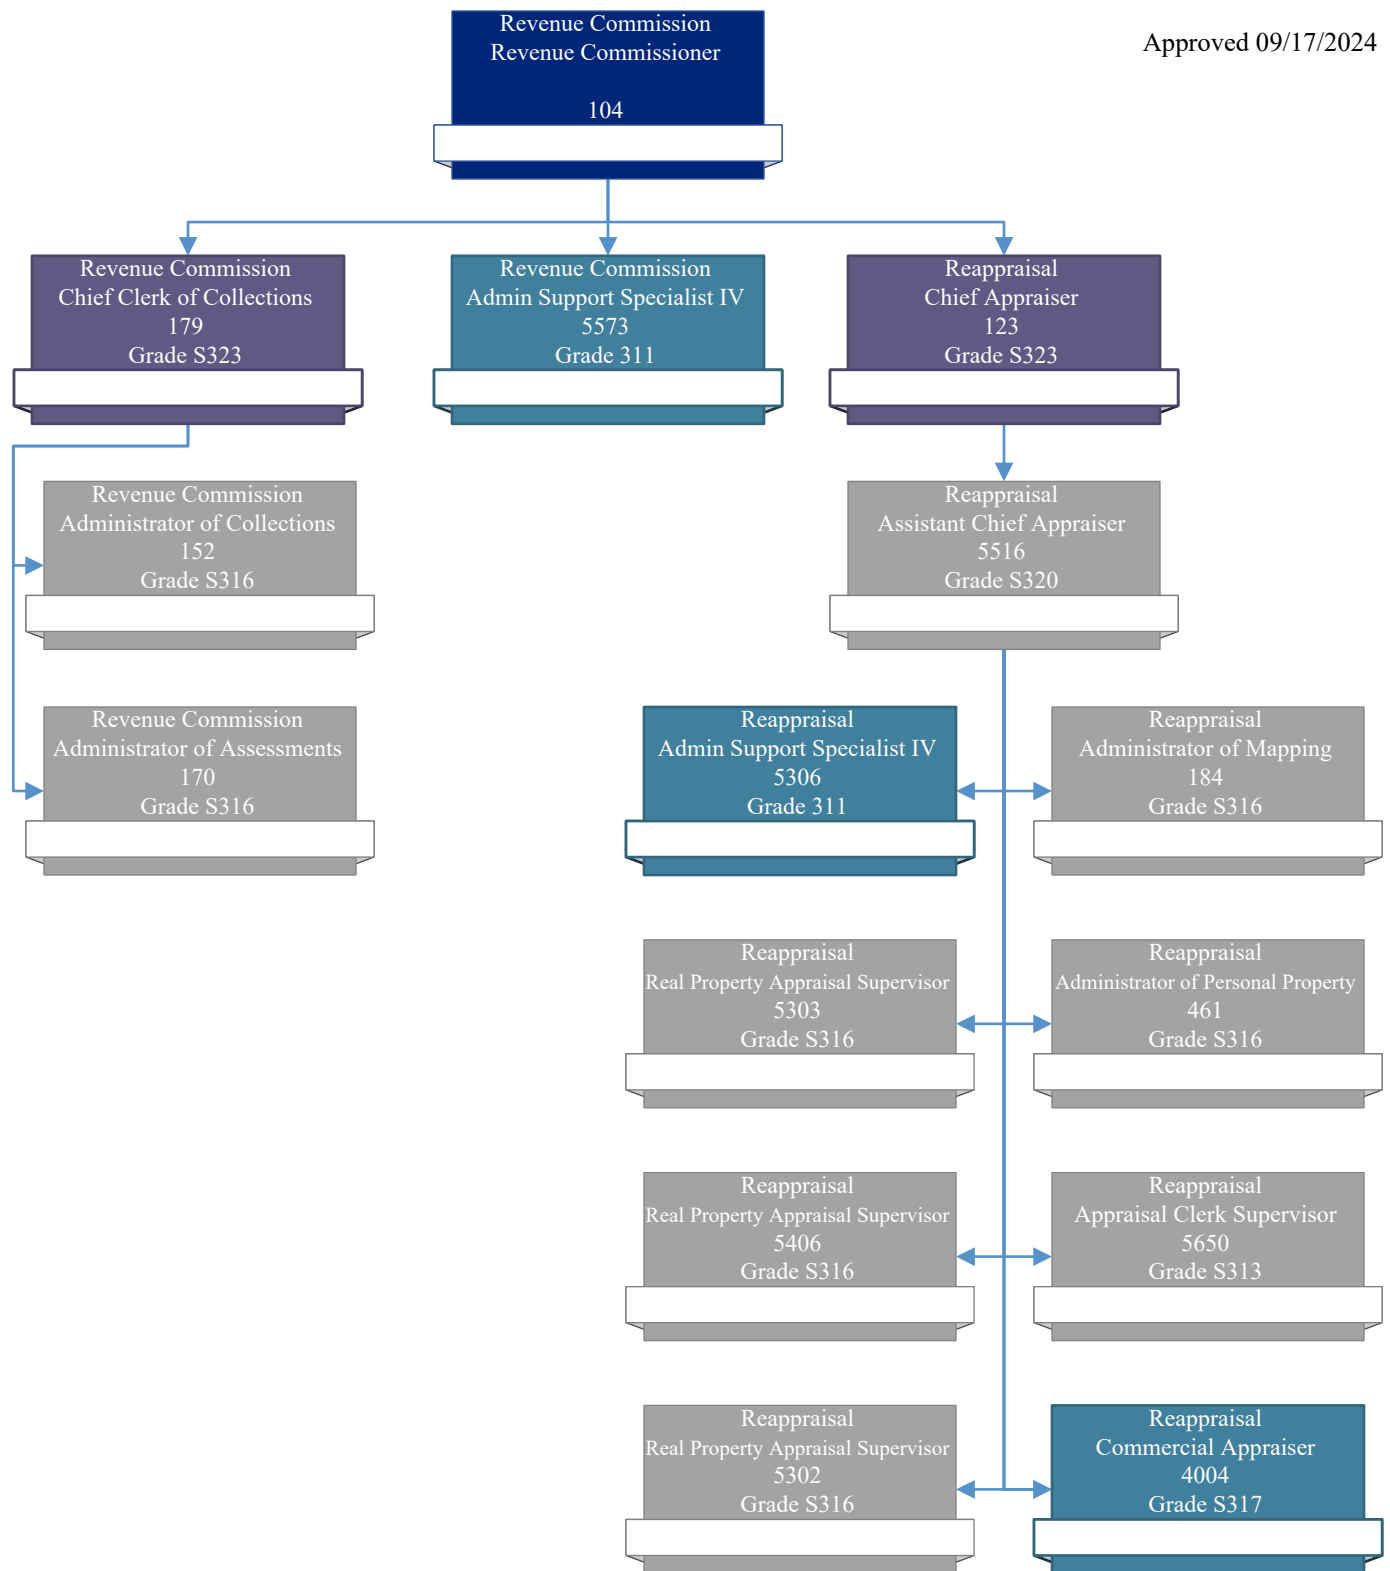 Revenue Commission
Revenue Commissioner
104
Approved 09/17/2024
Revenue Commission
Chief Clerk of Collections
179
Grade S323
Revenue Commission
Admin Support Specialist IV
5573
Grade 311
Reappraisal
Chief Appraiser
123
Grade S323
Revenue Commission
Administrator of Collections
152
Grade S316
Reappraisal
Assistant Chief Appraiser
5516
Grade S320
Revenue Commission
Administrator of Assessments
170
Grade S316
Reappraisal
Admin Support Specialist IV
5306
Grade 311
Reappraisal
Administrator of Mapping
184
Grade S316
Reappraisal
Real Property Appraisal Supervisor
5303
Grade S316
Reappraisal
Administrator of Personal Property
461
Grade S316
Reappraisal
Real Property Appraisal Supervisor
5406
Grade S316
Reappraisal
Appraisal Clerk Supervisor
5650
Grade S313
Reappraisal
Real Property Appraisal Supervisor
5302
Grade S316
Reappraisal
Commercial Appraiser
4004
Grade S317